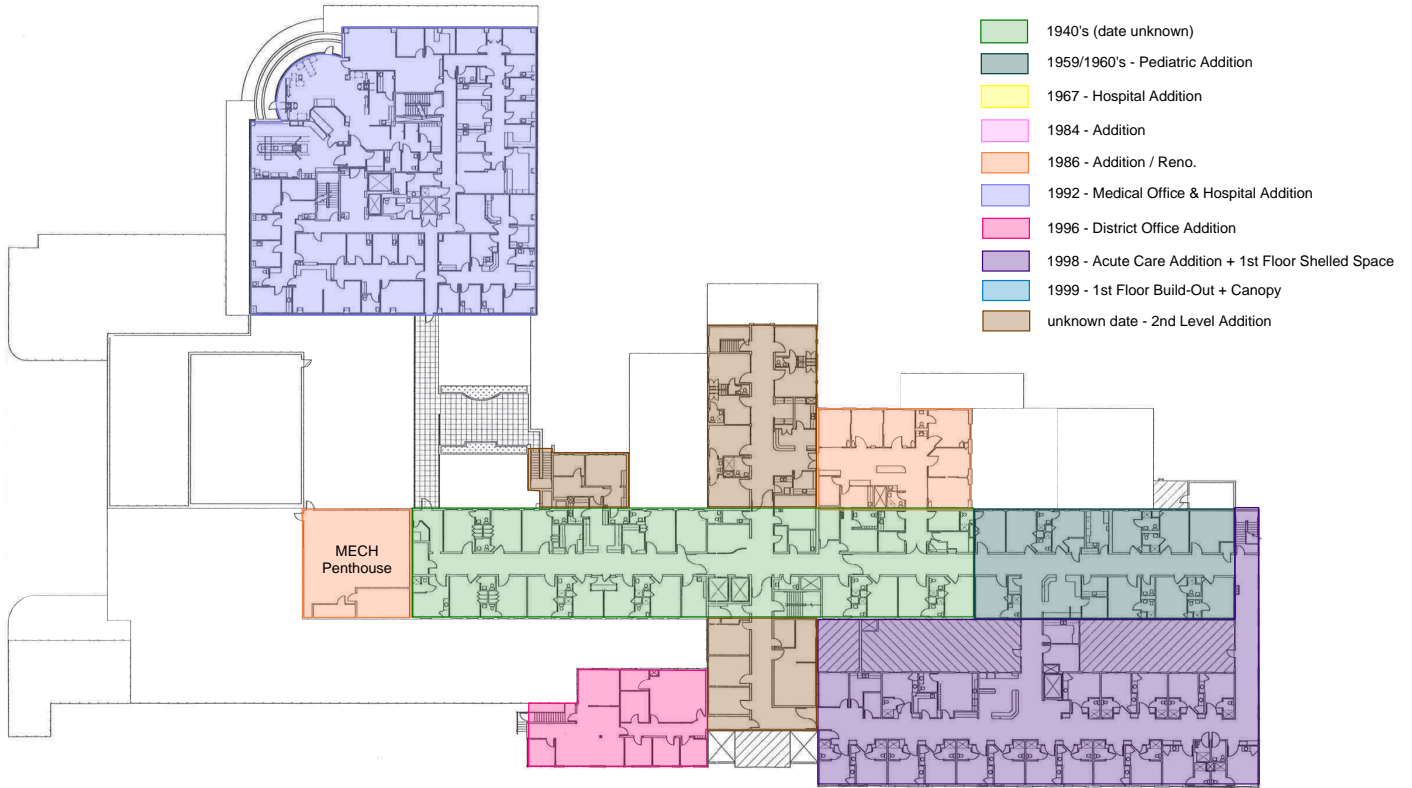 1940's (date unknown)
1959/1960's - Pediatric Addition
1967 - Hospital Addition
1984 - Addition
1986 - Addition / Reno.
1992 - Medical Office & Hospital Addition
1996 - District Office Addition
1998 - Acute Care Addition + 1st Floor Shelled Space
1999 - 1st Floor Build-Out + Canopy
unknown date - 2nd Level Addition
MECH
Penthouse